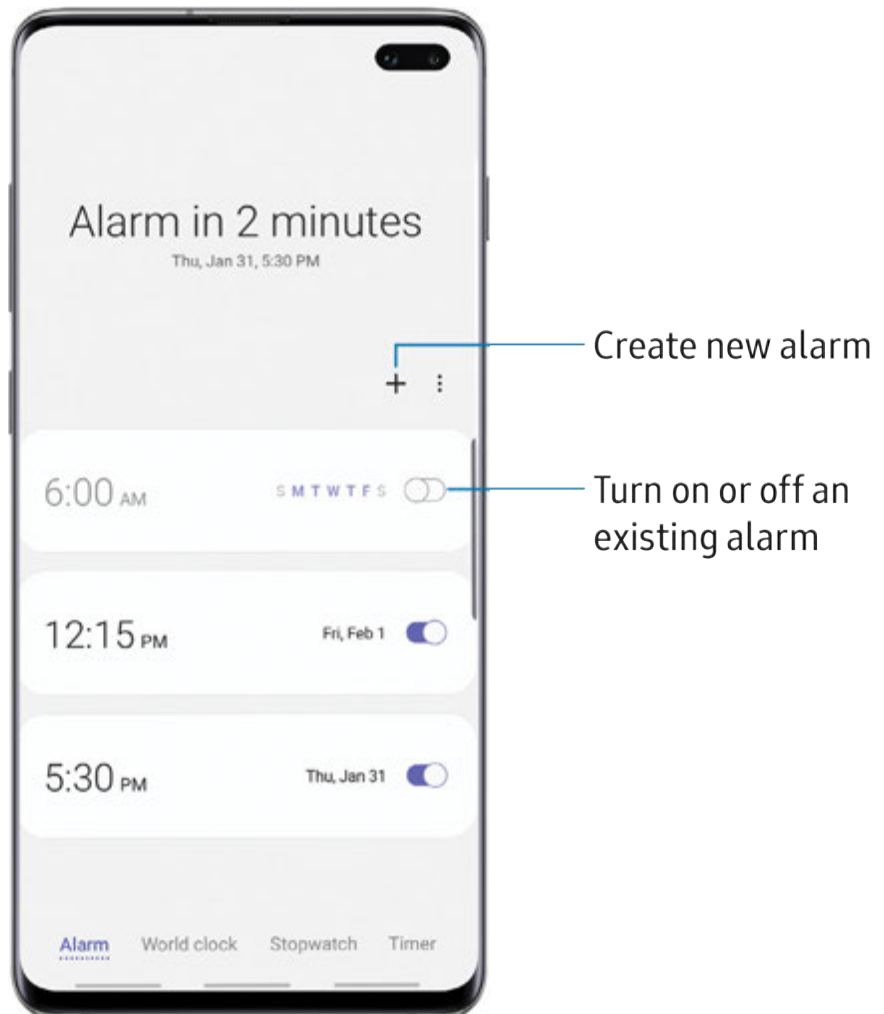 Alarm in 2 minutes
Thu, Jan 31, 5:30 PM
Create new alarm
6:00 AM S M T W T F S
Turn on or off an
existing alarm
12:15 PM Fri, Feb 1
5:30 PM Thu, Jan 31
Alarm World clock Stopwatch Timer